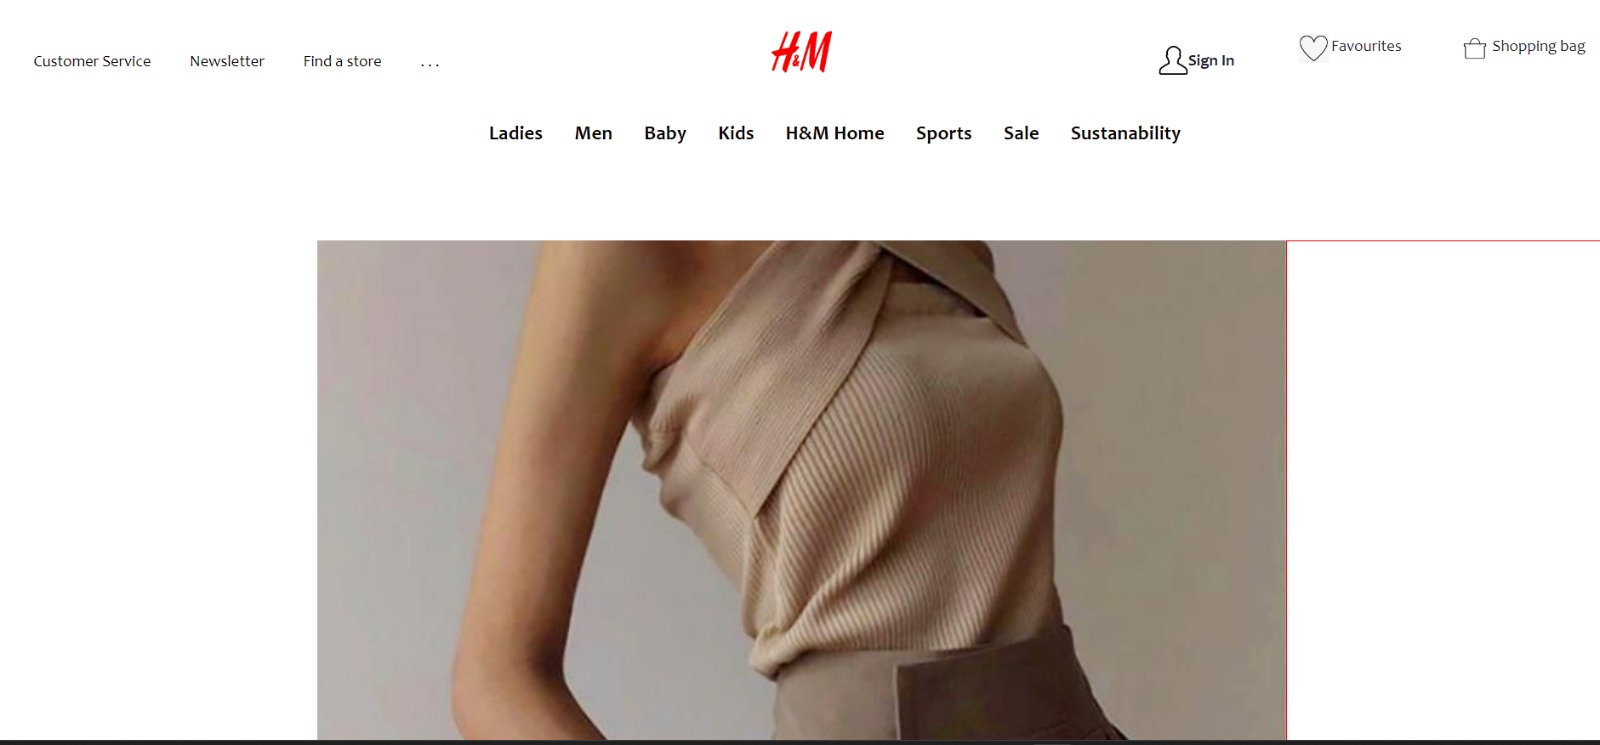 Customer Service Newsletter Find a store ...
H&M
Sign In Favourites Shopping bag
Ladies Men Baby Kids H&M Home Sports Sale Sustanability